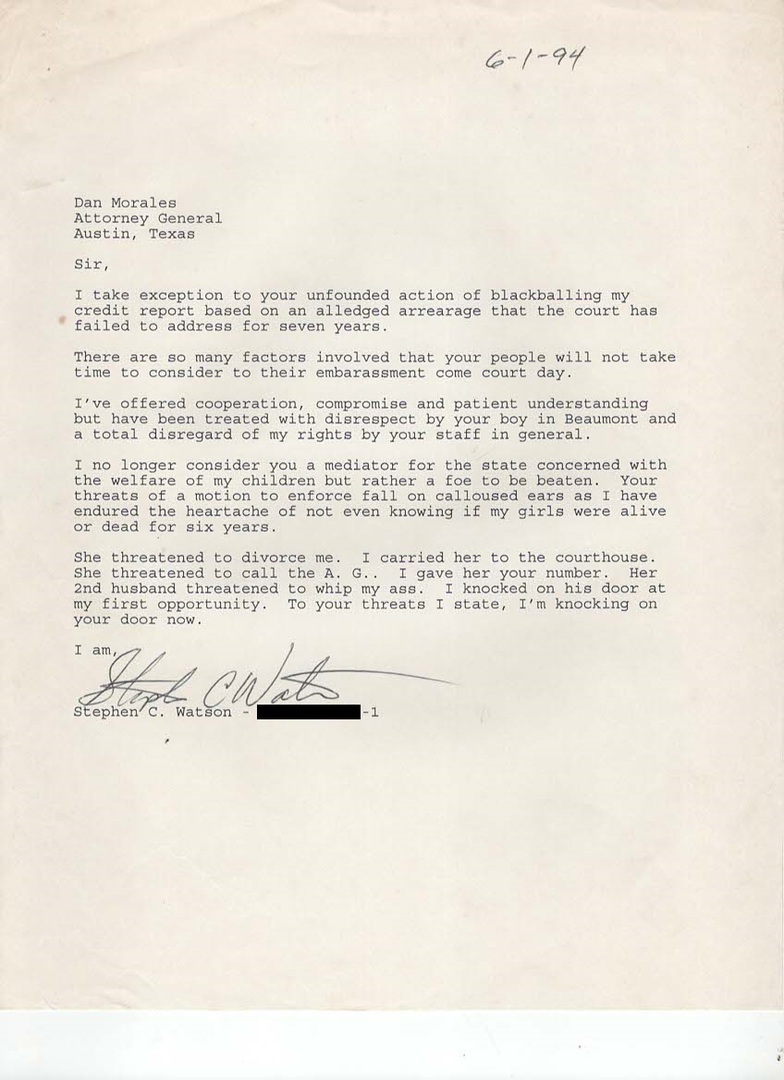 6-1-94
Dan Morales
Attorney General
Austin, Texas
Sir,
I take exception to your unfounded action of blackballing my
credit report based on an alledged arrearage that the court has
failed to address for seven years.
There are so many factors involved that your people will not take
time to consider to their embarassment come court day.
I've offered cooperation, compromise and patient understanding
but have been treated with disrespect by your boy in Beaumont and
a total disregard of my rights by your staff in general.
I no longer consider you a mediator for the state concerned with
the welfare of my children but rather a foe to be beaten.  Your
threats of a motion to enforce fall on calloused ears as I have
endured the heartache of not even knowing if my girls were alive
or dead for six years.
She threatened to divorce me.  I carried her to the courthouse.
She threatened to call the A. G..  I gave her your number.  Her
2nd husband threatened to whip my ass.  I knocked on his door at
my first opportunity.  To your threats I state, I'm knocking on
your door now.
I am,
Stephen C Watson
Stephen C. Watson - -1